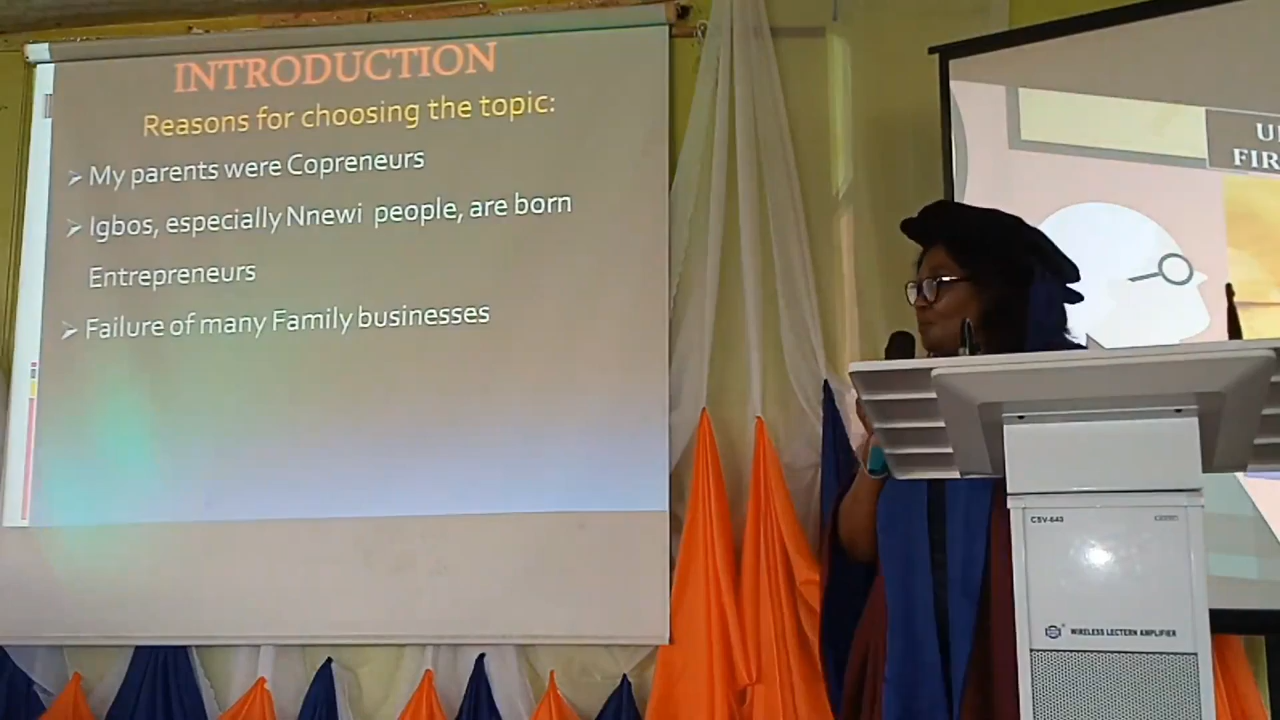 INTRODUCTION
Reasons for choosing the topic:
My parents were Copreneurs
Igbos, especially Nnewi people, are born
Entrepreneurs
Failure of many Family businesses
CSV-643
WIRELESS LECTERN AMPLIFIER